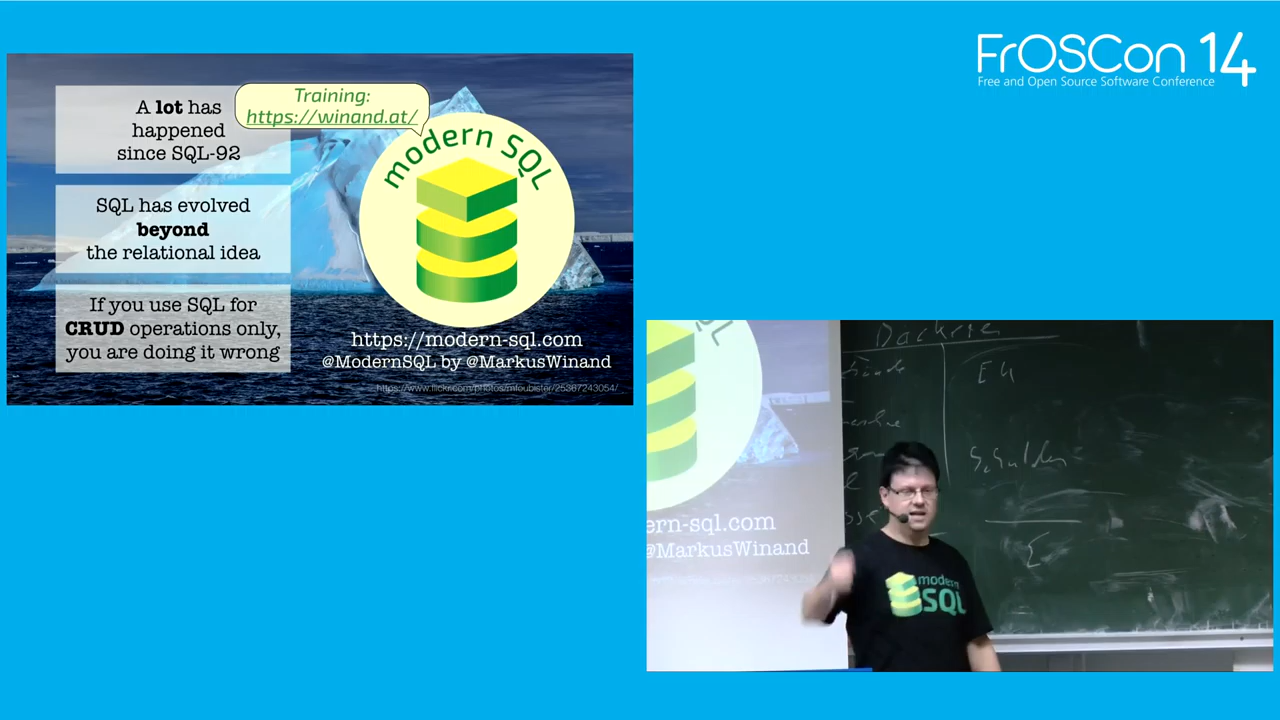 FrOSCon 14
Free and Open Source Software Conference
A lot has
happened
since SQL-92
Training:
https://winand.at/
modern SQL
SQL has evolved
beyond
the relational idea
If you use SQL for
CRUD operations only,
you are doing it wrong
https://modern-sql.com
@ModernSQL by @MarkusWinand
https://www.flickr.com/photos/mfoubister/25367243054/
QL
ern-sql.com
@MarkusWinand
EK
Schulden
modern
SQL